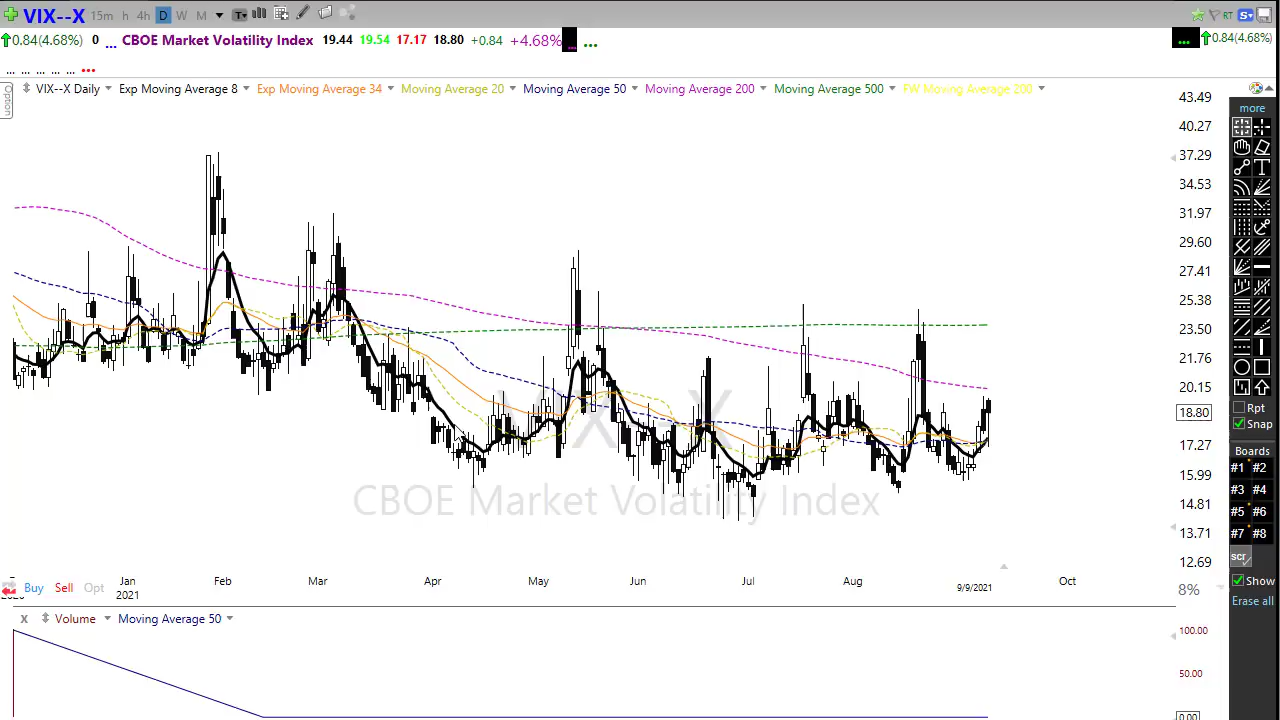 VIX--X 15m h 4h D W M T RT S
0.84(4.68%) 0 ... CBOE Market Volatility Index 19.44 19.54 17.17 18.80 +0.84 +4.68% ... ... 0.84(4.68%)
... ... ... ... ... ...
Option
VIX--X Daily Exp Moving Average 8 Exp Moving Average 34 Moving Average 20 Moving Average 50 Moving Average 200 Moving Average 500 FW Moving Average 200
43.49
40.27
37.29
34.53
31.97
29.60
27.41
25.38
23.50
21.76
20.15
18.80
17.27
15.99
14.81
13.71
12.69
VIX--X
CBOE Market Volatility Index
Jan Feb Mar Apr May Jun Jul Aug 9/9/2021 Oct
2021
Buy Sell Opt 8%
X Volume Moving Average 50
100.00
50.00
0.00
more
T
Rpt
Snap
Boards
#1 #2
#3 #4
#5 #6
#7 #8
scr
Show
Erase all